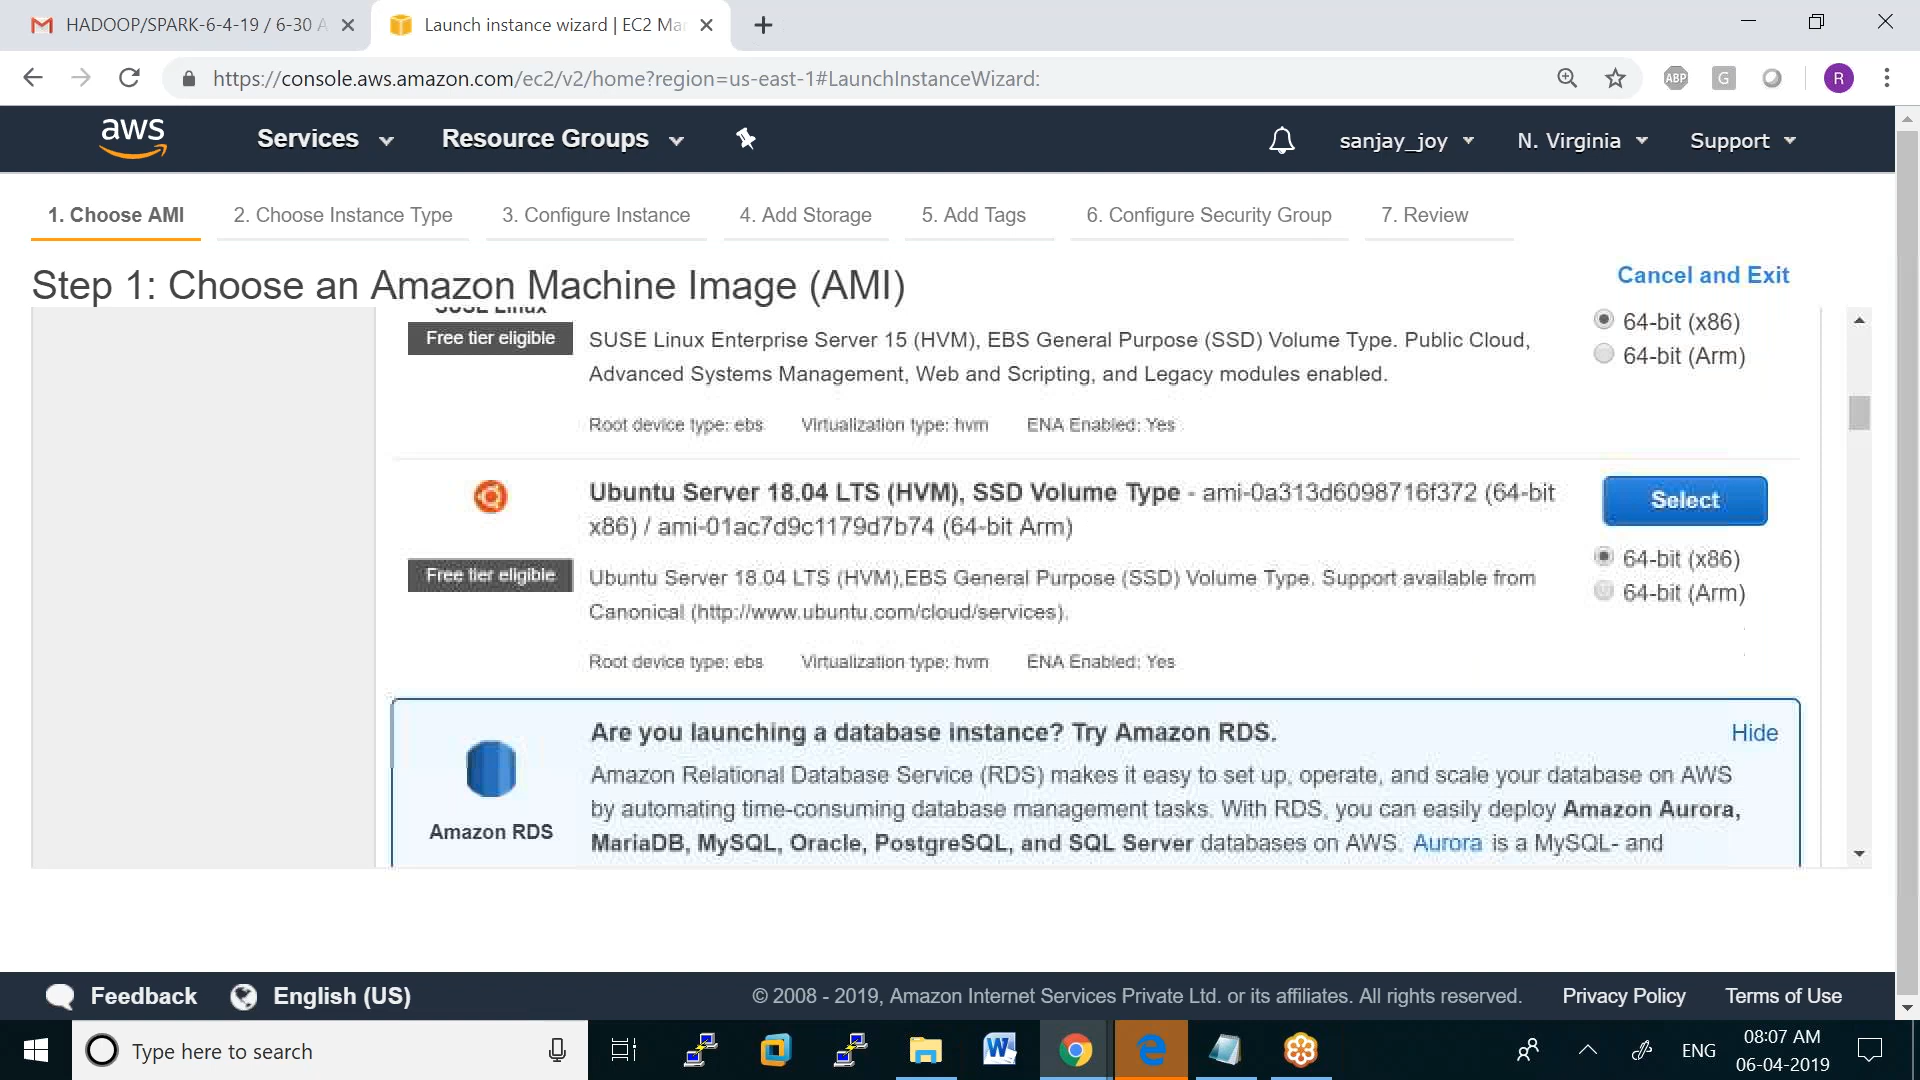 HADOOP/SPARK-6-4-19 / 6-30 A
Launch instance wizard | EC2 Ma
https://console.aws.amazon.com/ec2/v2/home?region=us-east-1#LaunchInstanceWizard:
ABP
G
R
aws
Services
Resource Groups
sanjay_joy
N. Virginia
Support
1. Choose AMI
2. Choose Instance Type
3. Configure Instance
4. Add Storage
5. Add Tags
6. Configure Security Group
7. Review
Step 1: Choose an Amazon Machine Image (AMI)
Cancel and Exit
SUSE Linux
Free tier eligible
SUSE Linux Enterprise Server 15 (HVM), EBS General Purpose (SSD) Volume Type. Public Cloud,
Advanced Systems Management, Web and Scripting, and Legacy modules enabled.
64-bit (x86)
64-bit (Arm)
Root device type: ebs
Virtualization type: hvm
ENA Enabled: Yes
Ubuntu Server 18.04 LTS (HVM), SSD Volume Type - ami-0a313d6098716f372 (64-bit
x86) / ami-01ac7d9c1179d7b74 (64-bit Arm)
Select
Free tier eligible
Ubuntu Server 18.04 LTS (HVM),EBS General Purpose (SSD) Volume Type. Support available from
Canonical (http://www.ubuntu.com/cloud/services).
64-bit (x86)
64-bit (Arm)
Root device type: ebs
Virtualization type: hvm
ENA Enabled: Yes
Are you launching a database instance? Try Amazon RDS.
Hide
Amazon Relational Database Service (RDS) makes it easy to set up, operate, and scale your database on AWS
by automating time-consuming database management tasks. With RDS, you can easily deploy Amazon Aurora,
MariaDB, MySQL, Oracle, PostgreSQL, and SQL Server databases on AWS. Aurora is a MySQL- and
Amazon RDS
Feedback
English (US)
© 2008 - 2019, Amazon Internet Services Private Ltd. or its affiliates. All rights reserved.
Privacy Policy
Terms of Use
Type here to search
ENG
08:07 AM
06-04-2019